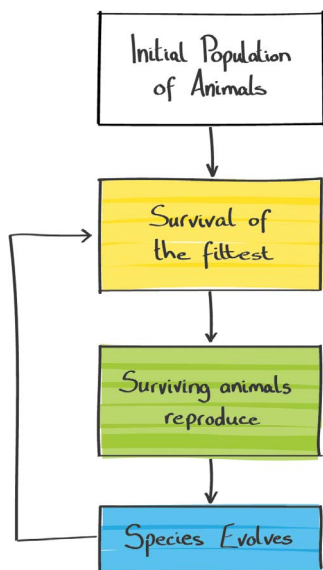 Initial Population
of Animals
Survival of
the fittest
Surviving animals
reproduce
Species Evolves